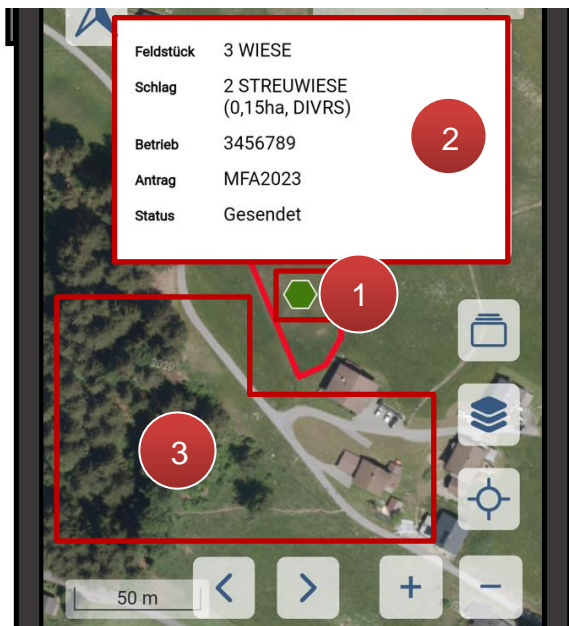 Feldstück 3 WIESE
Schlag 2 STREUWIESE
(0,15ha, DIVRS)
Betrieb 3456789
Antrag MFA2023
Status Gesendet
2
1
2020
3
50 m
+
−